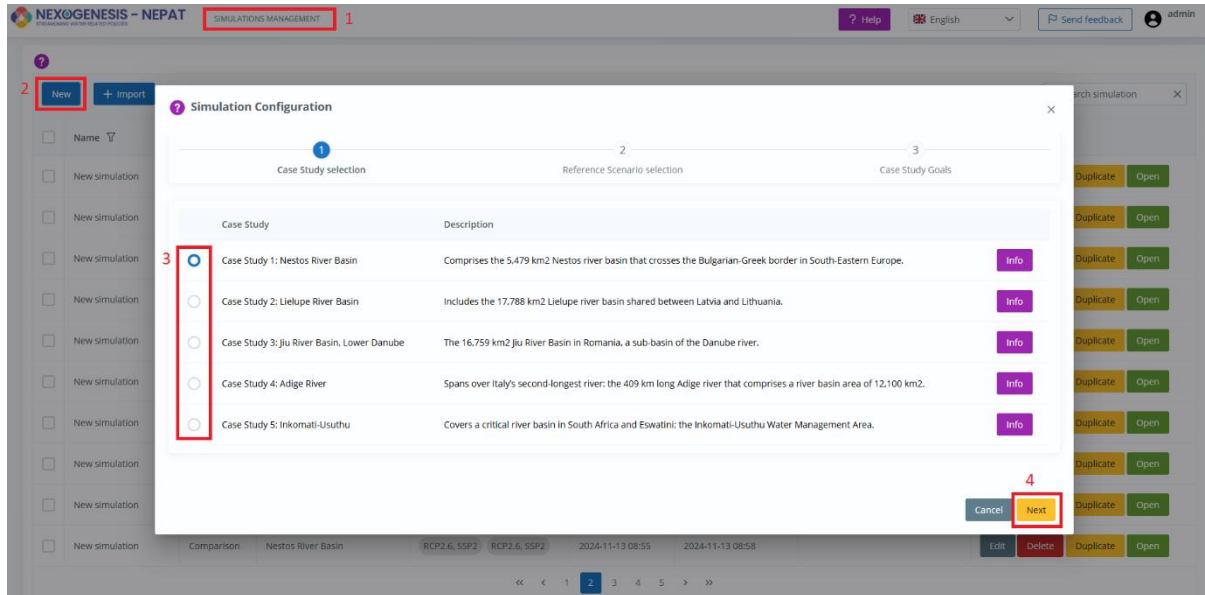 NEXOGENESIS - NEPAT
STREAMLINING WATER-RELATED POLICIES
SIMULATIONS MANAGEMENT
1
? Help
English
Send feedback
admin
?
2
New
+ Import
arch simulation
×
? Simulation Configuration
×
Name
1
2
3
Case Study selection
Reference Scenario selection
Case Study Goals
New simulation
Duplicate
Open
New simulation
Case Study
Description
Duplicate
Open
New simulation
3
Case Study 1: Nestos River Basin
Comprises the 5,479 km2 Nestos river basin that crosses the Bulgarian-Greek border in South-Eastern Europe.
Info
Duplicate
Open
New simulation
Case Study 2: Lielupe River Basin
Includes the 17,788 km2 Lielupe river basin shared between Latvia and Lithuania.
Info
Duplicate
Open
New simulation
Case Study 3: Jiu River Basin, Lower Danube
The 16,759 km2 Jiu River Basin in Romania, a sub-basin of the Danube river.
Info
Duplicate
Open
New simulation
Case Study 4: Adige River
Spans over Italy's second-longest river: the 409 km long Adige river that comprises a river basin area of 12,100 km2.
Info
Duplicate
Open
New simulation
Case Study 5: Inkomati-Usuthu
Covers a critical river basin in South Africa and Eswatini: the Inkomati-Usuthu Water Management Area.
Info
Duplicate
Open
New simulation
Duplicate
Open
4
New simulation
Cancel
Next
Duplicate
Open
New simulation
Comparison
Nestos River Basin
RCP2.6, SSP2
RCP2.6, SSP2
2024-11-13 08:55
2024-11-13 08:58
Edit
Delete
Duplicate
Open
« ‹ 1 2 3 4 5 › »